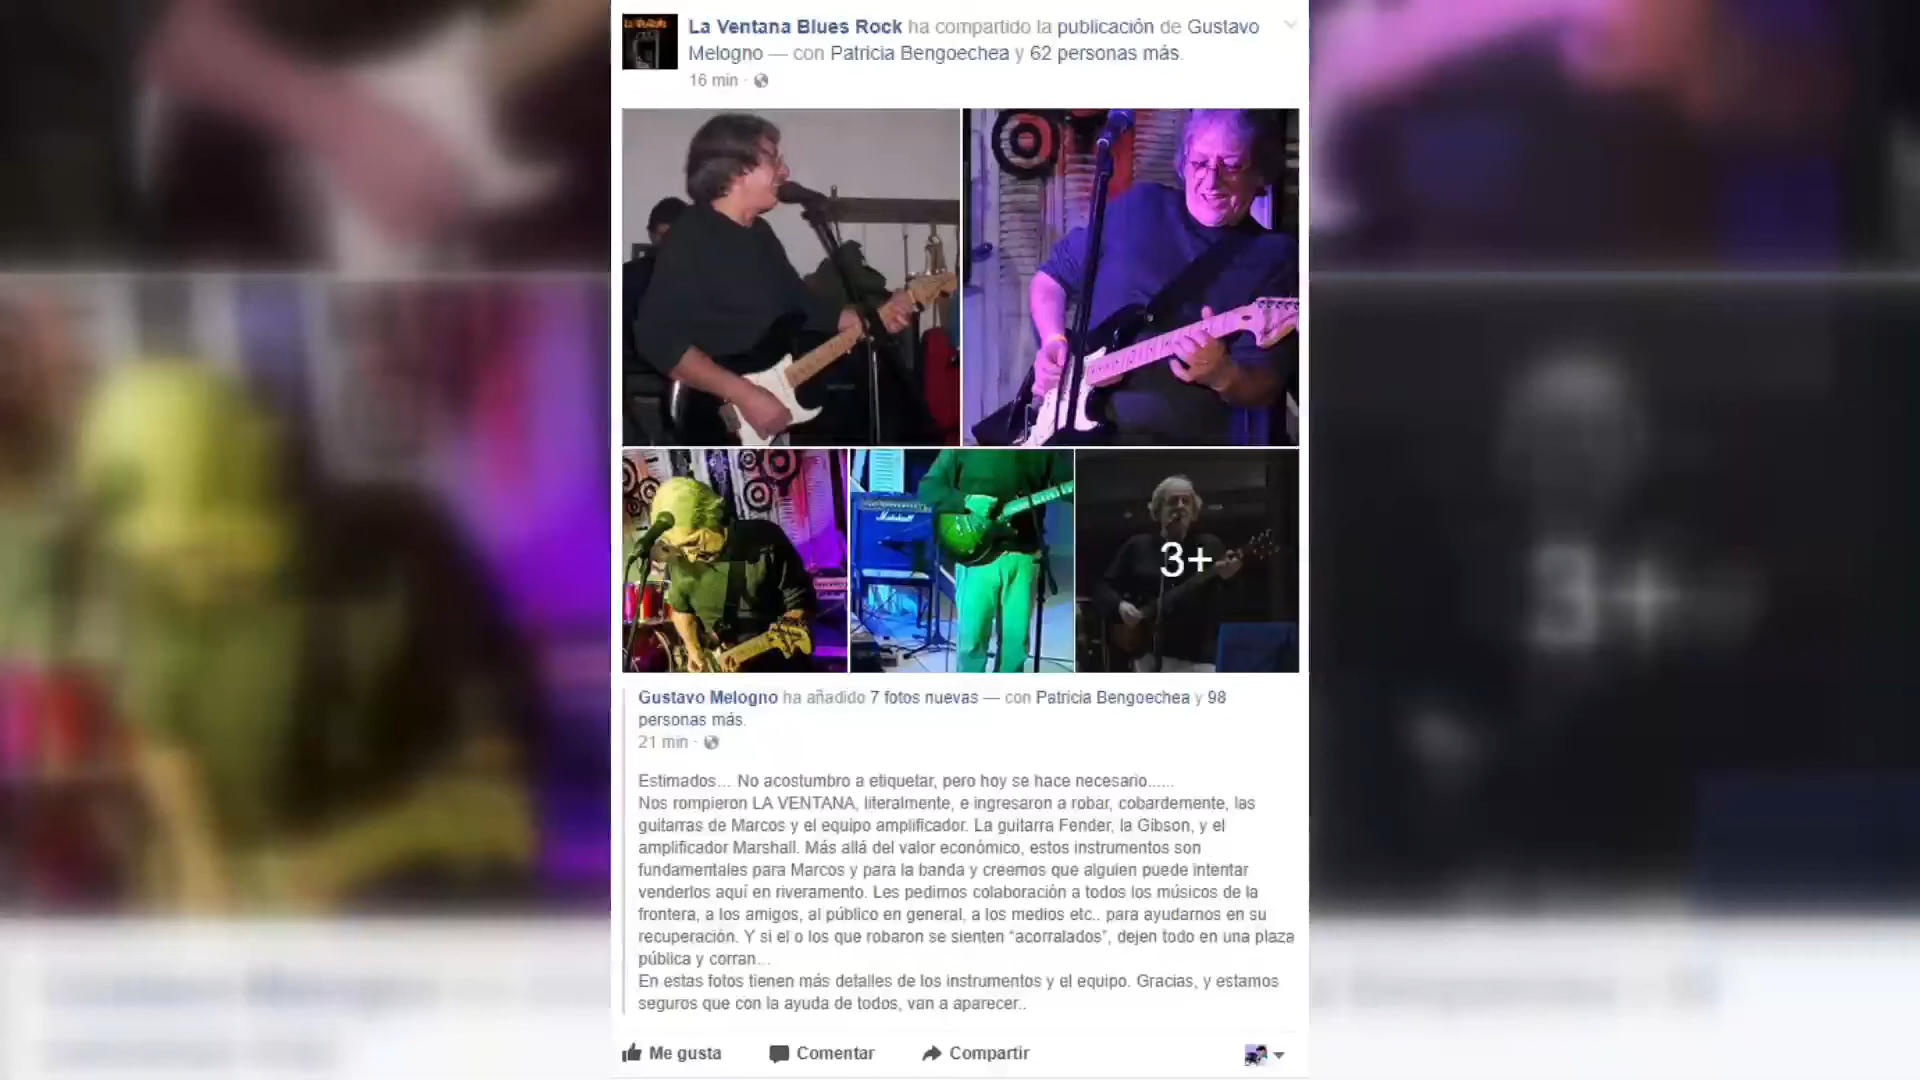 La Ventana Blues Rock ha compartido la publicación de Gustavo
Melogno — con Patricia Bengoechea y 62 personas más.
16 min ·
Marshall
3+
Gustavo Melogno ha añadido 7 fotos nuevas — con Patricia Bengoechea y 98
personas más.
21 min ·
Estimados... No acostumbro a etiquetar, pero hoy se hace necesario......
Nos rompieron LA VENTANA, literalmente, e ingresaron a robar, cobardemente, las
guitarras de Marcos y el equipo amplificador. La guitarra Fender, la Gibson, y el
amplificador Marshall. Más allá del valor económico, estos instrumentos son
fundamentales para Marcos y para la banda y creemos que alguien puede intentar
venderlos aquí en riveramento. Les pedimos colaboración a todos los músicos de la
frontera, a los amigos, al público en general, a los medios etc.. para ayudarnos en su
recuperación. Y si el o los que robaron se sienten “acorralados”, dejen todo en una plaza
pública y corran...
En estas fotos tienen más detalles de los instrumentos y el equipo. Gracias, y estamos
seguros que con la ayuda de todos, van a aparecer..
Me gusta Comentar Compartir